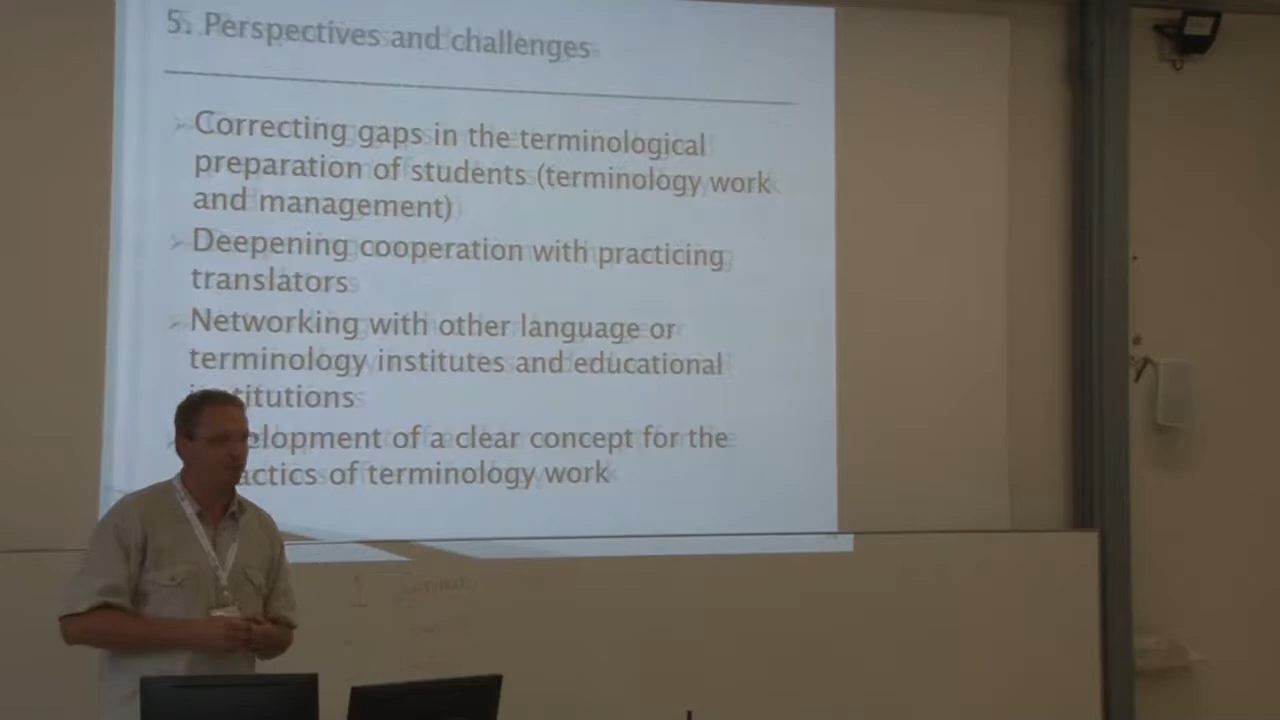 5. Perspectives and challenges
Correcting gaps in the terminological
preparation of students (terminology work
and management)
Deepening cooperation with practicing
translators
Networking with other language or
terminology institutes and educational
institutions
elopment of a clear concept for the
actics of terminology work